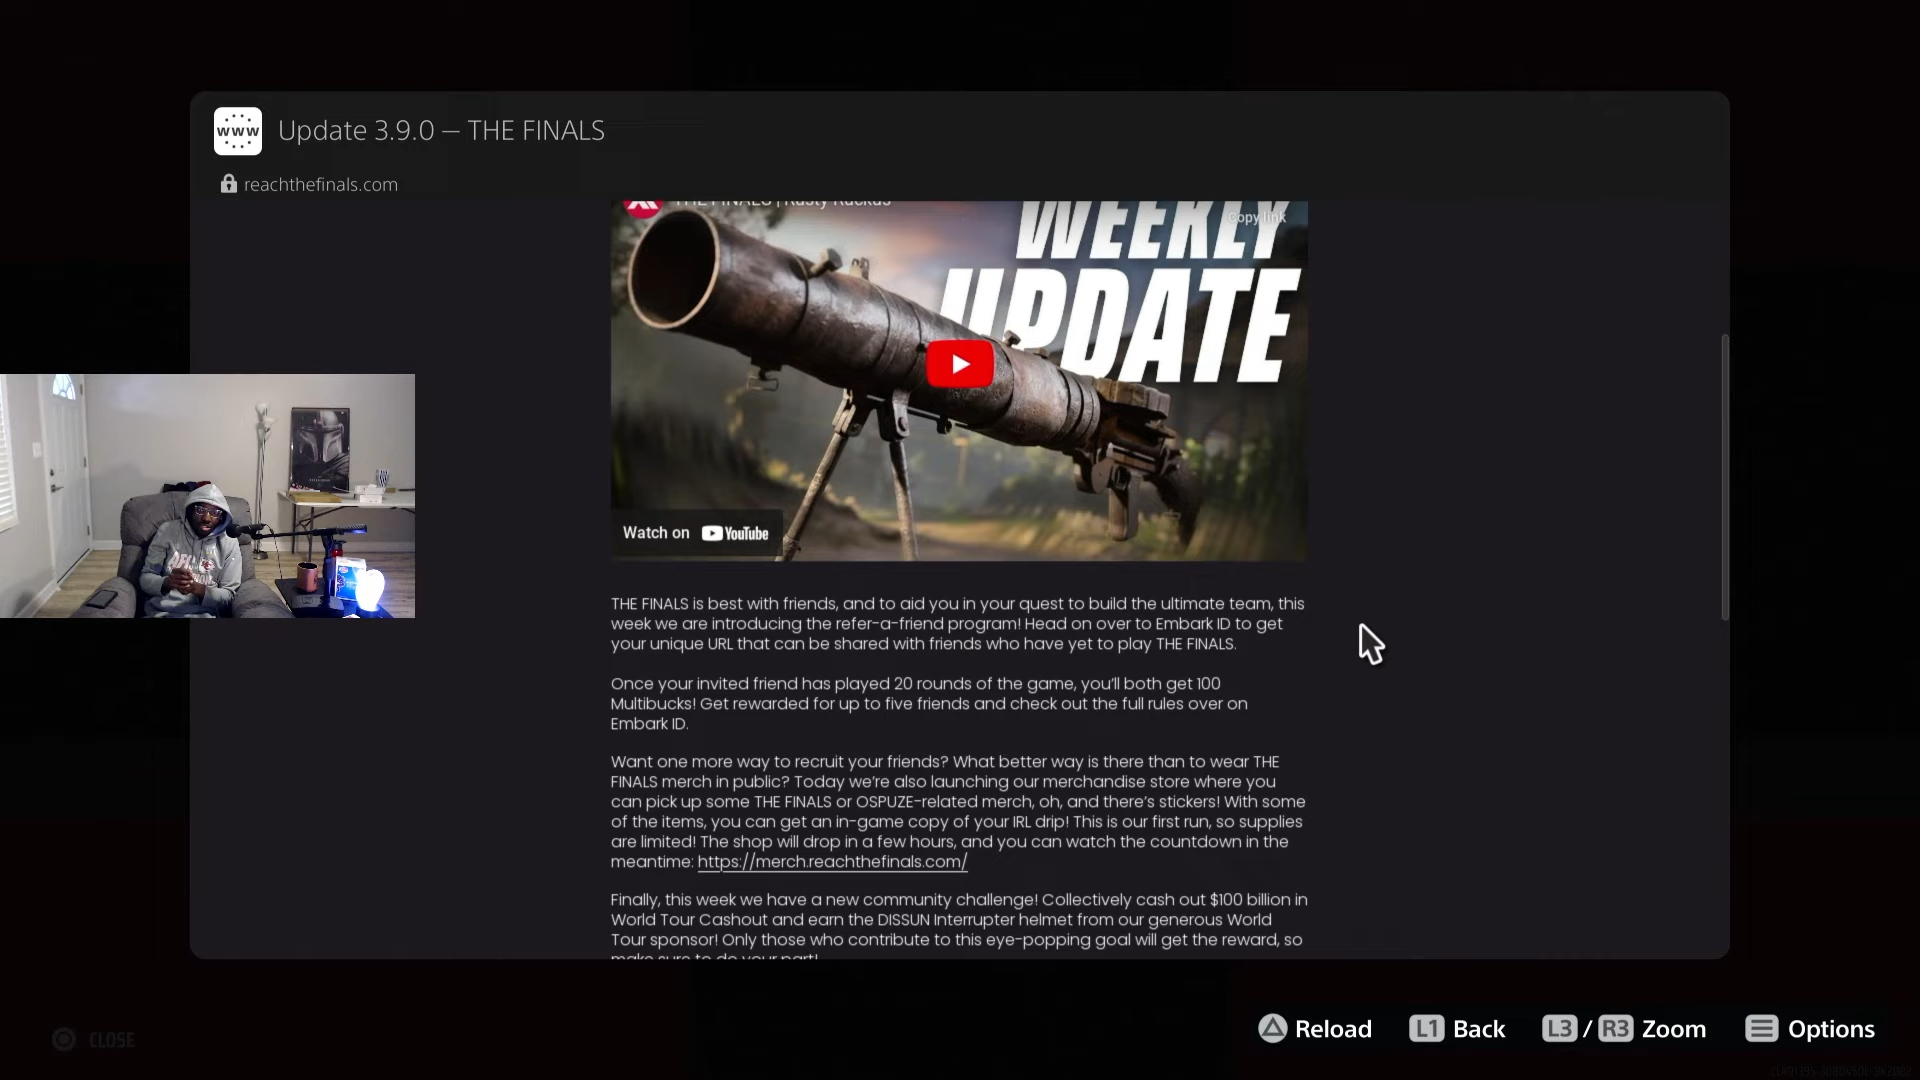 www
Update 3.9.0 — THE FINALS
reachthefinals.com
THE FINALS | Rusty Ruckus
Copy link
WEEKLY
UPDATE
Watch on YouTube
THE FINALS is best with friends, and to aid you in your quest to build the ultimate team, this
week we are introducing the refer-a-friend program! Head on over to Embark ID to get
your unique URL that can be shared with friends who have yet to play THE FINALS.
Once your invited friend has played 20 rounds of the game, you'll both get 100
Multibucks! Get rewarded for up to five friends and check out the full rules over on
Embark ID.
Want one more way to recruit your friends? What better way is there than to wear THE
FINALS merch in public? Today we're also launching our merchandise store where you
can pick up some THE FINALS or OSPUZE-related merch, oh, and there's stickers! With some
of the items, you can get an in-game copy of your IRL drip! This is our first run, so supplies
are limited! The shop will drop in a few hours, and you can watch the countdown in the
meantime: https://merch.reachthefinals.com/
Finally, this week we have a new community challenge! Collectively cash out $100 billion in
World Tour Cashout and earn the DISSUN Interrupter helmet from our generous World
Tour sponsor! Only those who contribute to this eye-popping goal will get the reward, so
make sure to do your part!
CLOSE
Reload
L1 Back
L3 / R3 Zoom
Options